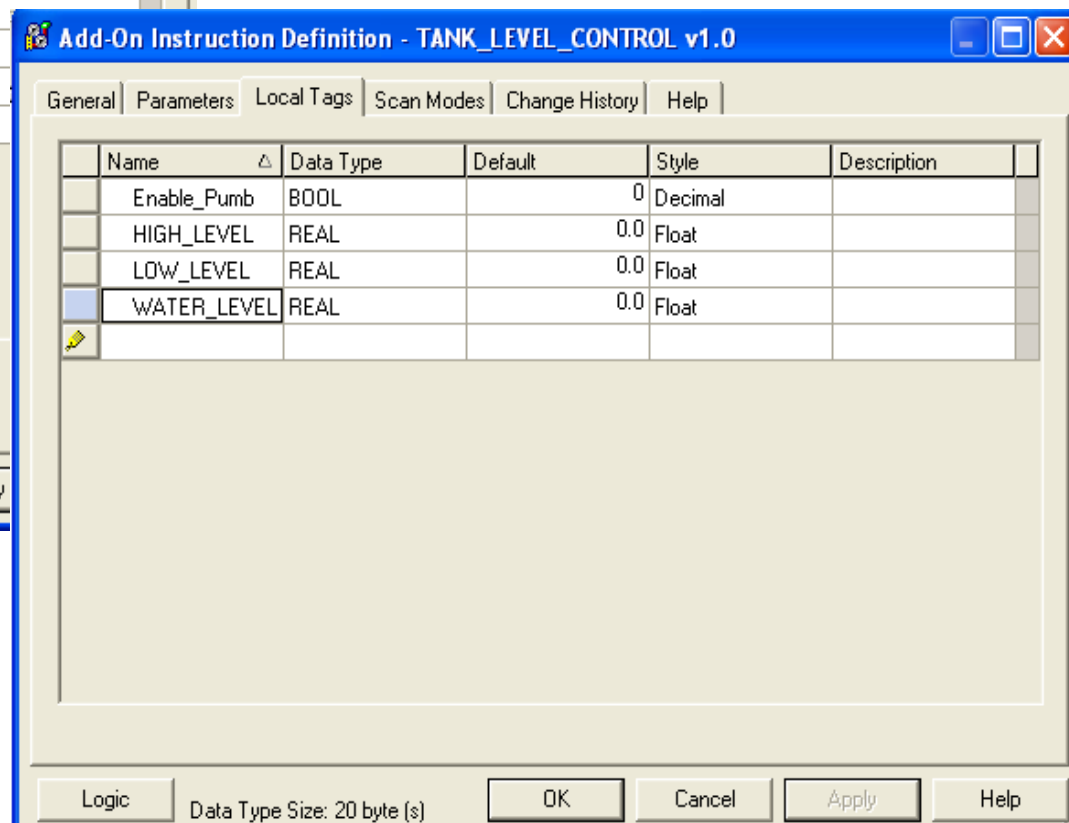 Add-On Instruction Definition - TANK_LEVEL_CONTROL v1.0
General Parameters Local Tags Scan Modes Change History Help
Name Data Type Default Style Description
Enable_Pumb BOOL 0 Decimal
HIGH_LEVEL REAL 0.0 Float
LOW_LEVEL REAL 0.0 Float
WATER_LEVEL REAL 0.0 Float
Logic Data Type Size: 20 byte (s) OK Cancel Apply Help